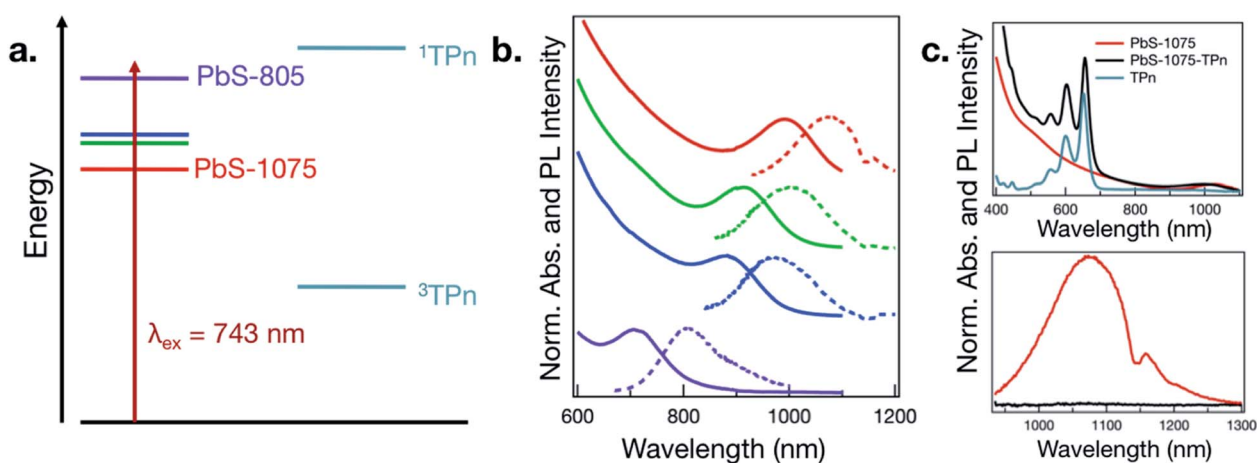 a.
Energy
PbS-805
PbS-1075
¹TPn
³TPn
λex = 743 nm
b.
Norm. Abs. and PL Intensity
600 800 1000 1200
Wavelength (nm)
c.
Norm. Abs. and PL Intensity
PbS-1075
PbS-1075-TPn
TPn
400 600 800 1000
Wavelength (nm)
1000 1100 1200 1300
Wavelength (nm)